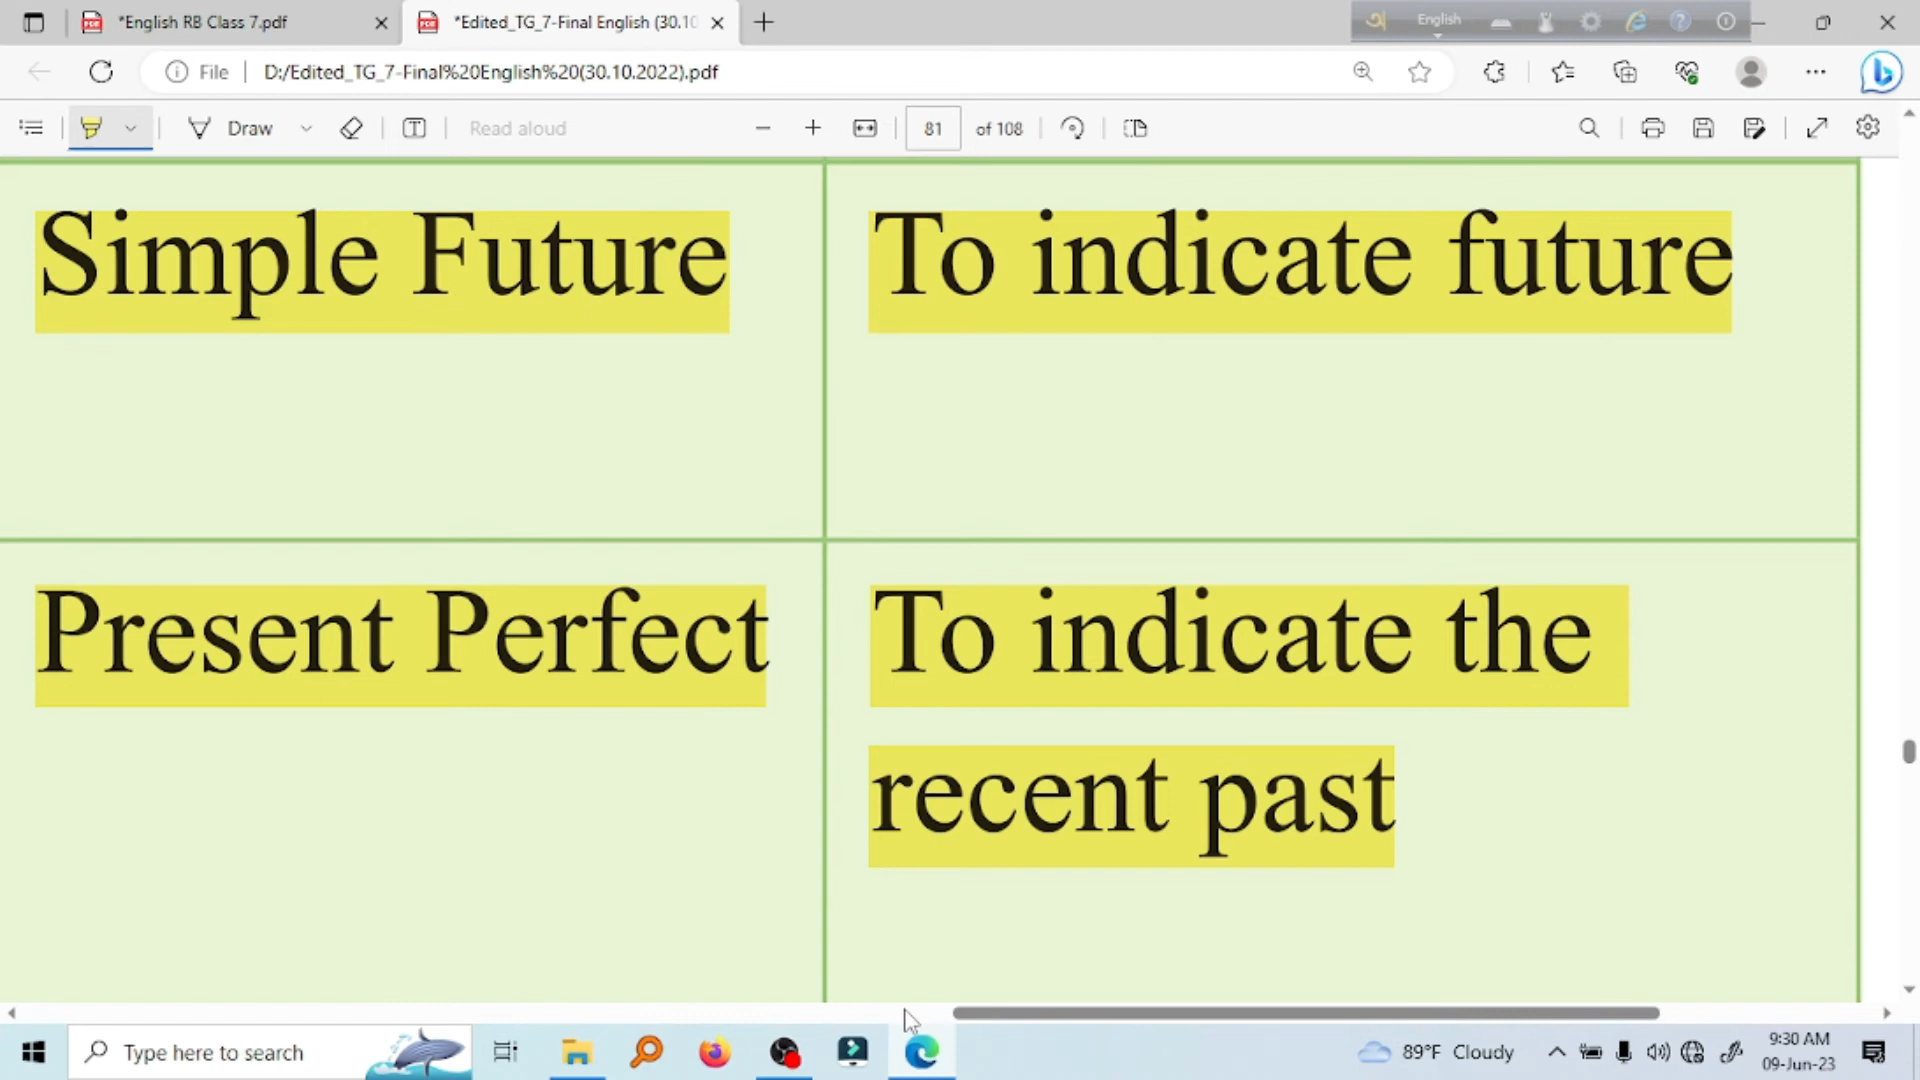 *English RB Class 7.pdf
*Edited_TG_7-Final English (30.10
English
File
D:/Edited_TG_7-Final%20English%20(30.10.2022).pdf
Draw
Read aloud
81
of 108
Simple Future
To indicate future
Present Perfect
To indicate the
recent past
Type here to search
89°F Cloudy
9:30 AM
09-Jun-23